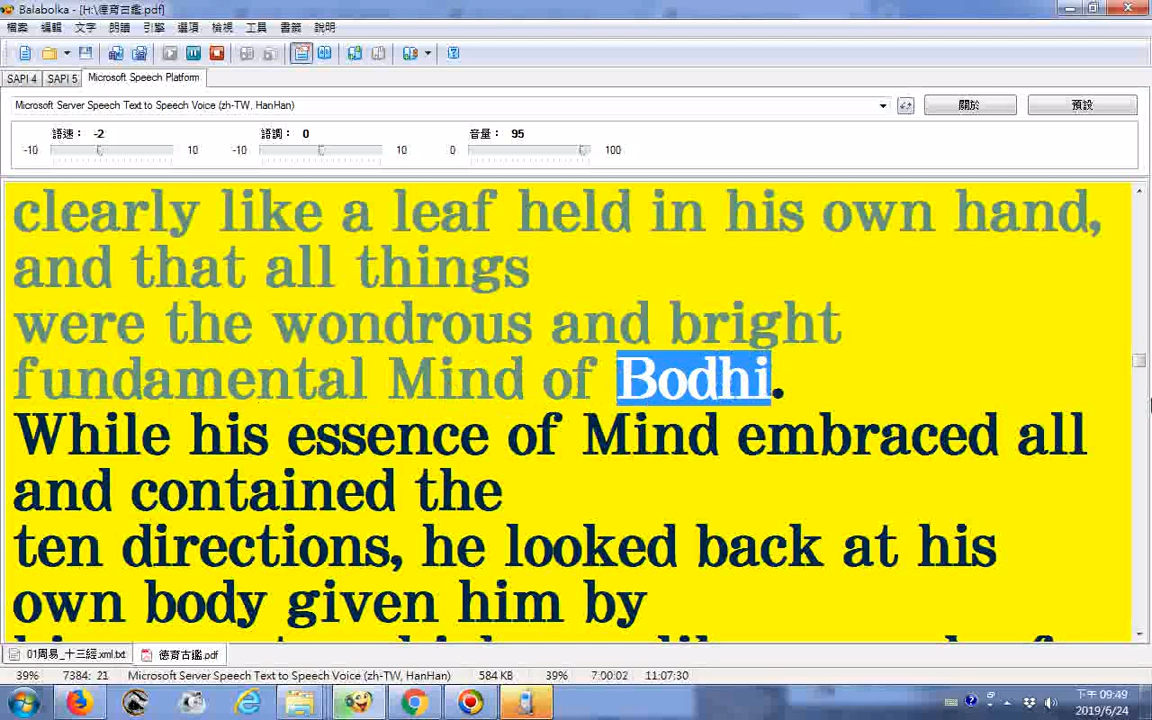 Balabolka - [H:\德育古鑑.pdf]
檔案 編輯 文字 朗讀 引擎 選項 檢視 工具 書籤 說明
SAPI 4 SAPI 5 Microsoft Speech Platform
Microsoft Server Speech Text to Speech Voice (zh-TW, HanHan) 關於 預設
語速： -2 語調： 0 音量： 95
-10 10 -10 10 0 100
clearly like a leaf held in his own hand,
and that all things
were the wondrous and bright
fundamental Mind of Bodhi.
While his essence of Mind embraced all
and contained the
ten directions, he looked back at his
own body given him by
01周易_十三經.xml.txt 德育古鑑.pdf
39% 7384: 21 Microsoft Server Speech Text to Speech Voice (zh-TW, HanHan) 584 KB 39% 7:00:02 11:07:30
下午 09:49
2019/6/24